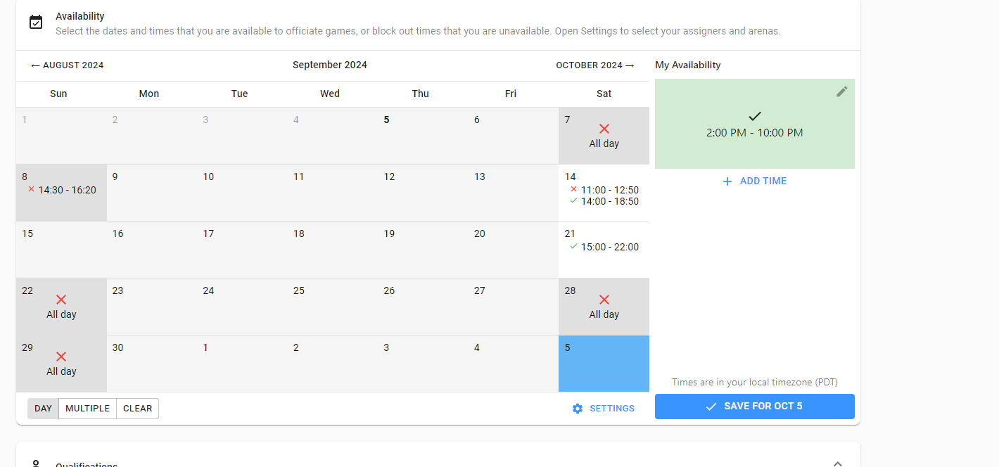 Availability
Select the dates and times that you are available to officiate games, or block out times that you are unavailable. Open Settings to select your assigners and arenas.
← AUGUST 2024 September 2024 OCTOBER 2024 →
Sun Mon Tue Wed Thu Fri Sat
1 2 3 4 5 6 7
All day
8 9 10 11 12 13 14
14:30 - 16:20 11:00 - 12:50
14:00 - 18:50
15 16 17 18 19 20 21
15:00 - 22:00
22 23 24 25 26 27 28
All day All day
29 30 1 2 3 4 5
All day
DAY MULTIPLE CLEAR SETTINGS
My Availability
2:00 PM - 10:00 PM
+ ADD TIME
Times are in your local timezone (PDT)
SAVE FOR OCT 5
Qualifications